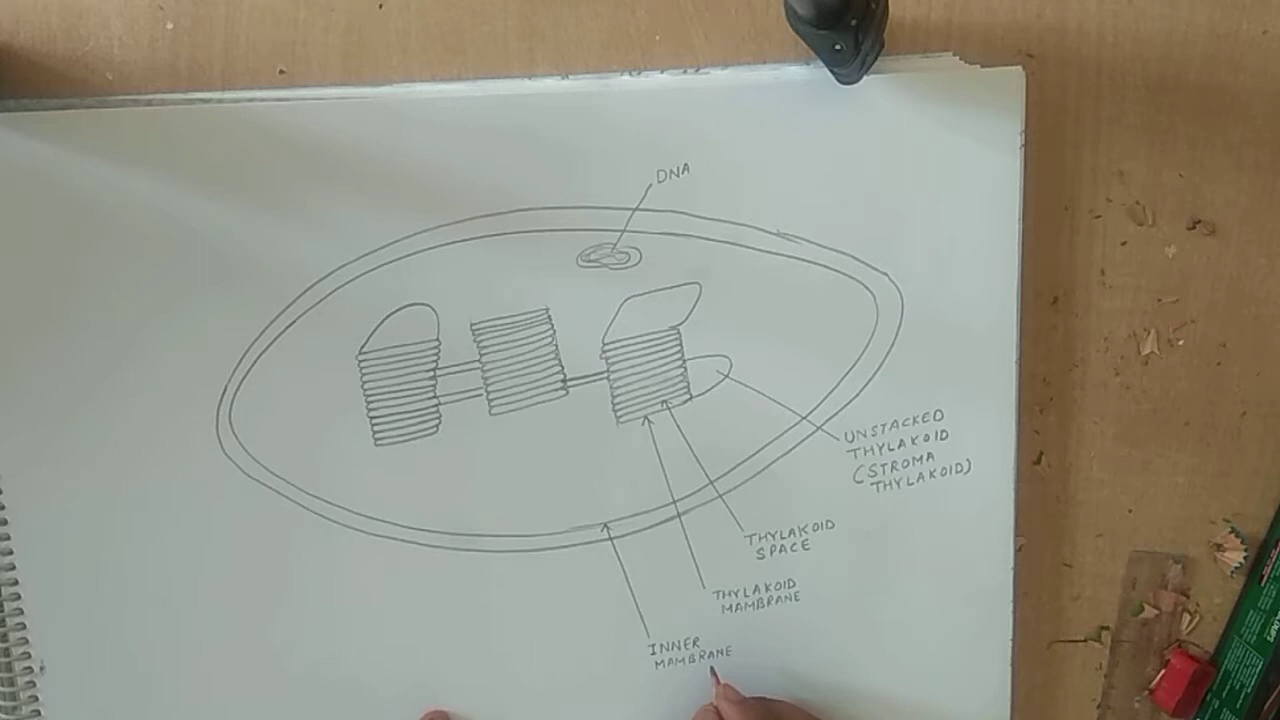 DNA
UNSTACKED
THYLAKOID
(STROMA
THYLAKOID)
THYLAKOID
SPACE
THYLAKOID
MAMBRANE
INNER
MAMBRANE